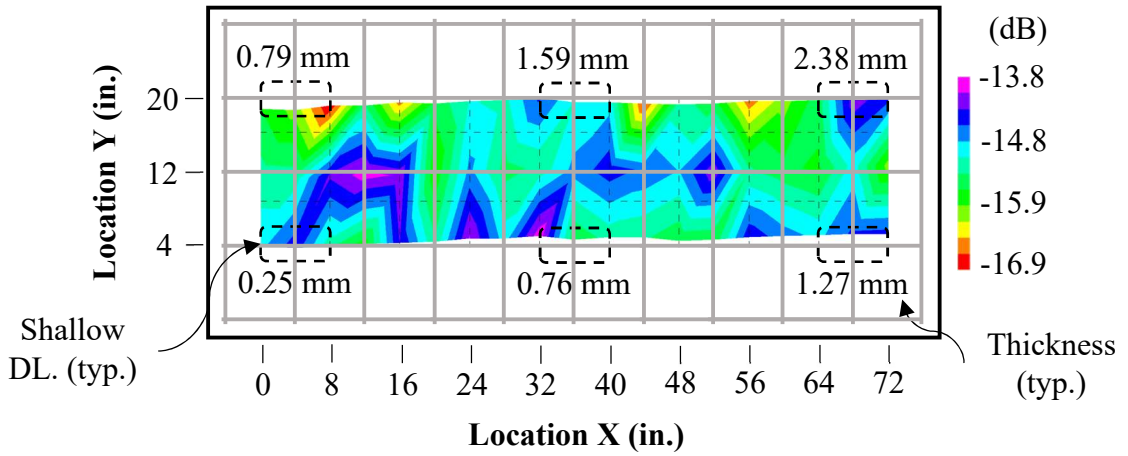 (dB)
0.79 mm
1.59 mm
2.38 mm
-13.8
-14.8
-15.9
-16.9
Location Y (in.)
20
12
4
0.25 mm
0.76 mm
1.27 mm
Shallow
DL. (typ.)
Thickness
(typ.)
0
8
16
24
32
40
48
56
64
72
Location X (in.)